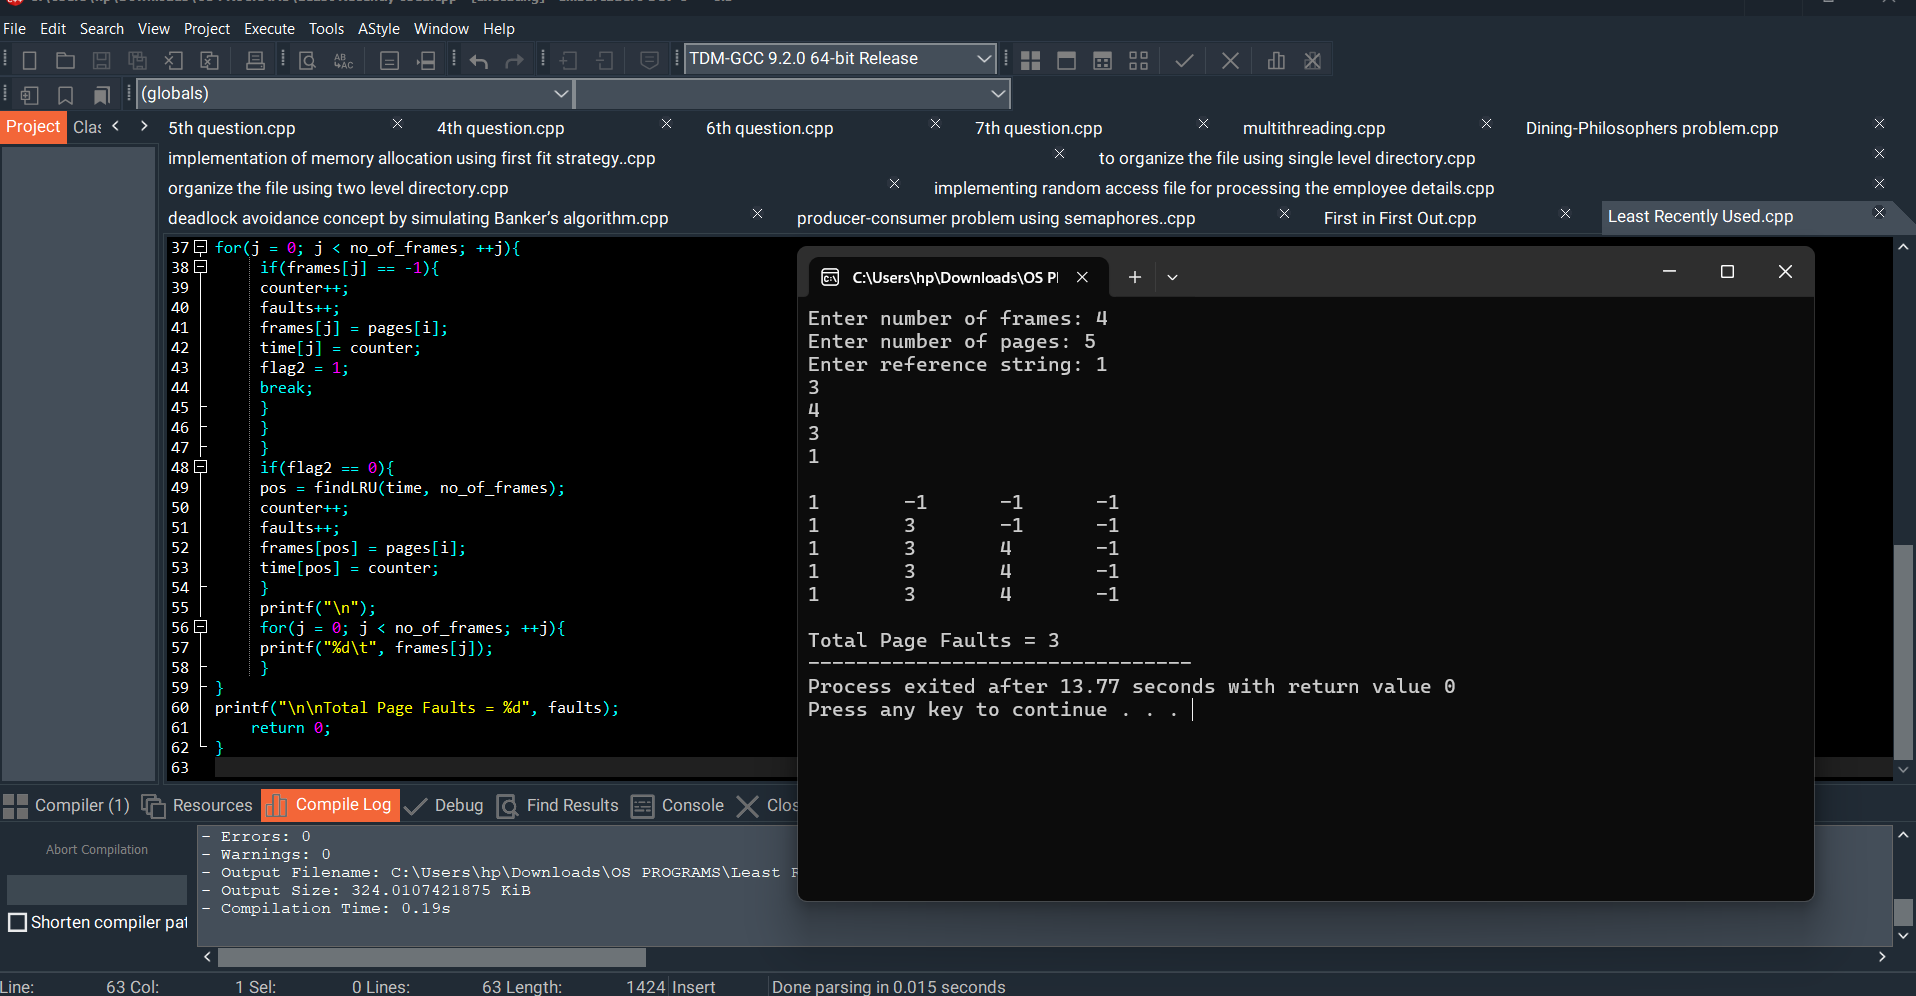 File Edit Search View Project Execute Tools AStyle Window Help
TDM-GCC 9.2.0 64-bit Release
(globals)
Project Clas
5th question.cpp 4th question.cpp 6th question.cpp 7th question.cpp multithreading.cpp Dining-Philosophers problem.cpp
implementation of memory allocation using first fit strategy..cpp to organize the file using single level directory.cpp
organize the file using two level directory.cpp implementing random access file for processing the employee details.cpp
deadlock avoidance concept by simulating Banker’s algorithm.cpp producer-consumer problem using semaphores..cpp First in First Out.cpp Least Recently Used.cpp
37 for(j = 0; j < no_of_frames; ++j){
38 if(frames[j] == -1){
39 counter++;
40 faults++;
41 frames[j] = pages[i];
42 time[j] = counter;
43 flag2 = 1;
44 break;
45 }
46 }
47 }
48 if(flag2 == 0){
49 pos = findLRU(time, no_of_frames);
50 counter++;
51 faults++;
52 frames[pos] = pages[i];
53 time[pos] = counter;
54 }
55 printf("\n");
56 for(j = 0; j < no_of_frames; ++j){
57 printf("%d\t", frames[j]);
58 }
59 }
60 printf("\n\nTotal Page Faults = %d", faults);
61 return 0;
62 }
63
C:\Users\hp\Downloads\OS P
Enter number of frames: 4
Enter number of pages: 5
Enter reference string: 1
3
4
3
1
1 -1 -1 -1
1 3 -1 -1
1 3 4 -1
1 3 4 -1
1 3 4 -1
Total Page Faults = 3
--------------------------------
Process exited after 13.77 seconds with return value 0
Press any key to continue . . .
Compiler (1) Resources Compile Log Debug Find Results Console Clos
Abort Compilation
Shorten compiler pat
- Errors: 0
- Warnings: 0
- Output Filename: C:\Users\hp\Downloads\OS PROGRAMS\Least R
- Output Size: 324.0107421875 KiB
- Compilation Time: 0.19s
Line: 63 Col: 1 Sel: 0 Lines: 63 Length: 1424 Insert Done parsing in 0.015 seconds